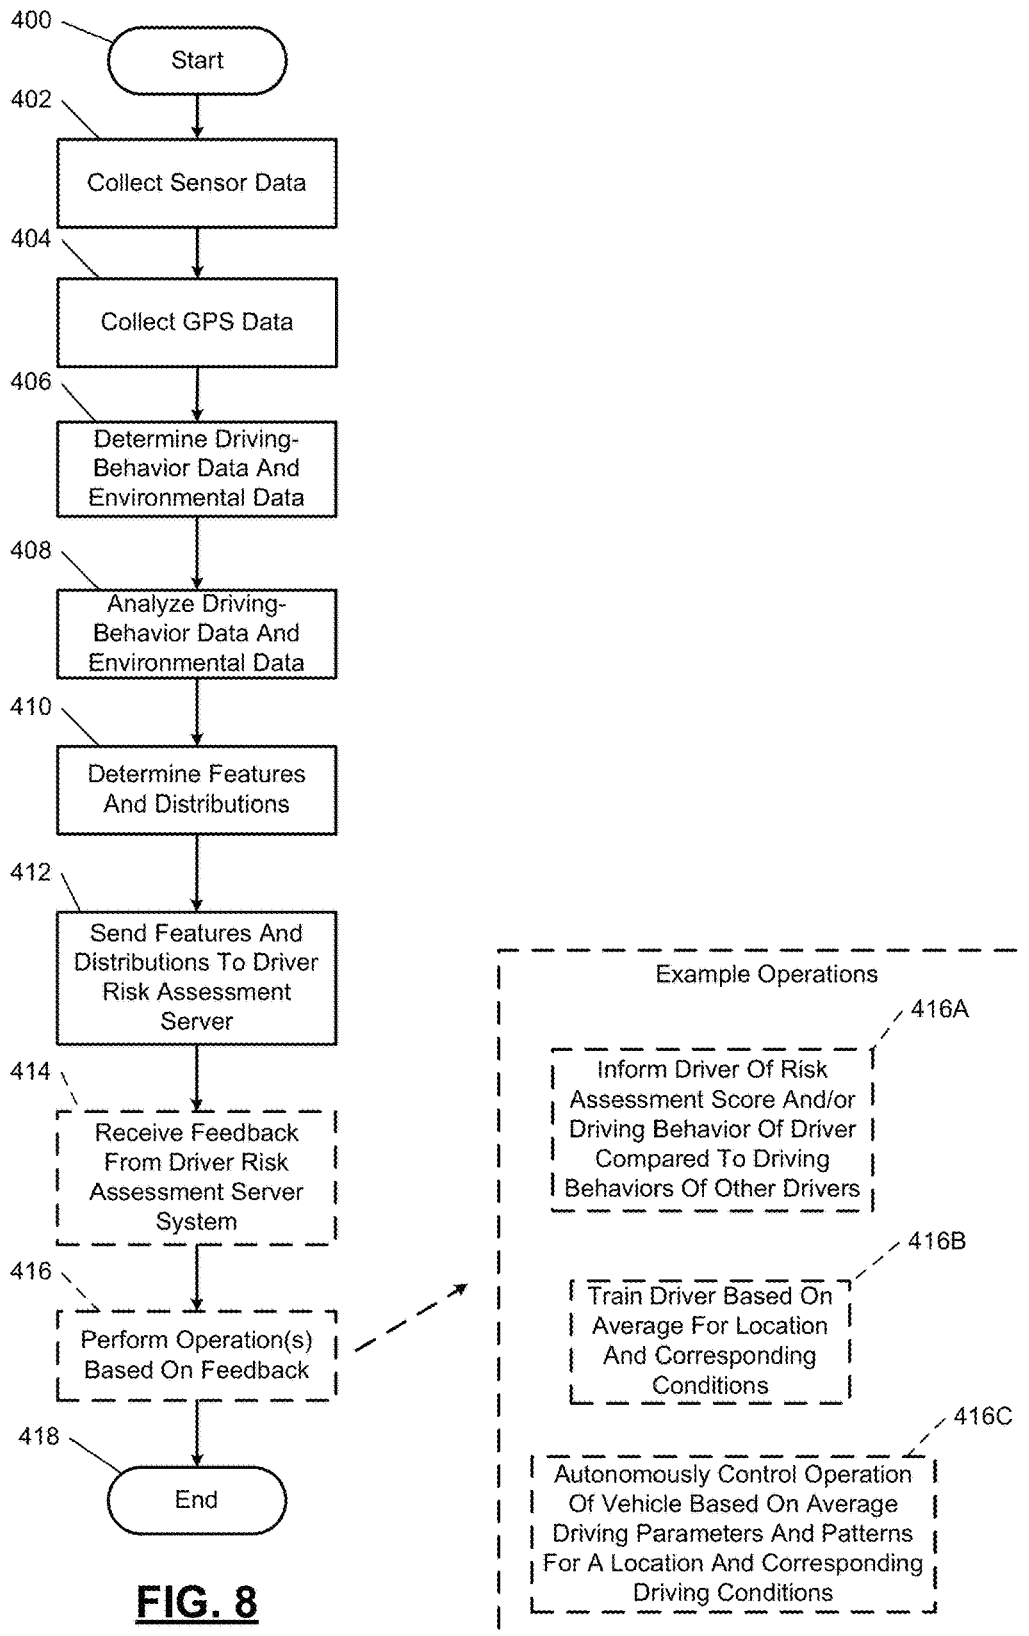 400
Start
402
Collect Sensor Data
404
Collect GPS Data
406
Determine Driving-
Behavior Data And
Environmental Data
408
Analyze Driving-
Behavior Data And
Environmental Data
410
Determine Features
And Distributions
412
Send Features And
Distributions To Driver
Risk Assessment
Server
414
Receive Feedback
From Driver Risk
Assessment Server
System
416
Perform Operation(s)
Based On Feedback
418
End
Example Operations
416A
Inform Driver Of Risk
Assessment Score And/or
Driving Behavior Of Driver
Compared To Driving
Behaviors Of Other Drivers
416B
Train Driver Based On
Average For Location
And Corresponding
Conditions
416C
Autonomously Control Operation
Of Vehicle Based On Average
Driving Parameters And Patterns
For A Location And Corresponding
Driving Conditions
FIG. 8